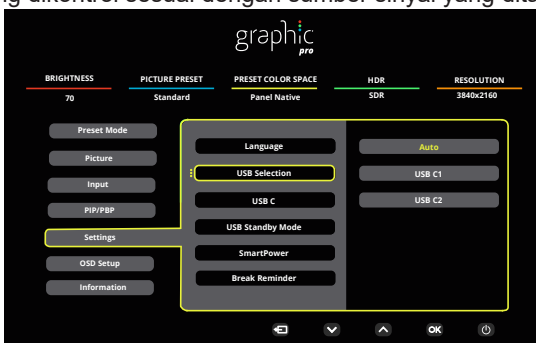 g dikontrol sesuai dengan sumber sinyal yang dita
graphic
pro
BRIGHTNESS PICTURE PRESET PRESET COLOR SPACE HDR RESOLUTION
70 Standard Panel Native SDR 3840x2160
Preset Mode
Picture
Input
PIP/PBP
Settings
OSD Setup
Information
Language
USB Selection
USB C
USB Standby Mode
SmartPower
Break Reminder
Auto
USB C1
USB C2
OK